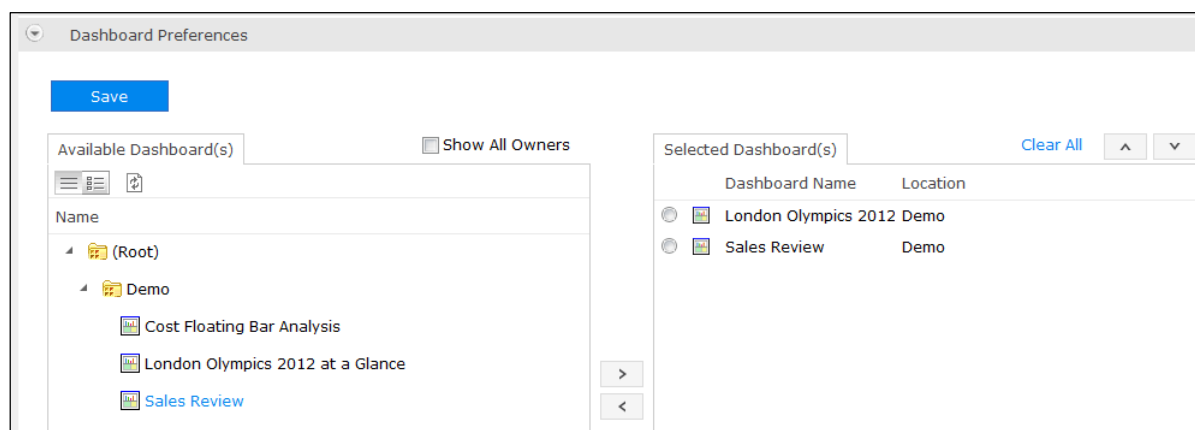 Dashboard Preferences
Save
Available Dashboard(s)
Show All Owners
Name
(Root)
Demo
Cost Floating Bar Analysis
London Olympics 2012 at a Glance
Sales Review
>
<
Selected Dashboard(s)
Clear All
Dashboard Name Location
London Olympics 2012 Demo
Sales Review Demo